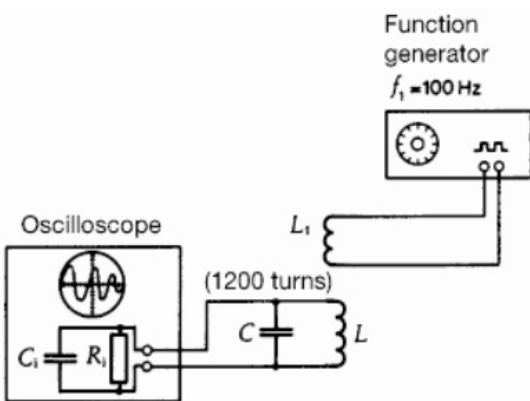 Function
generator
f₁ = 100 Hz
Oscilloscope
L₁
(1200 turns)
Cᵢ
Rᵢ
C
L